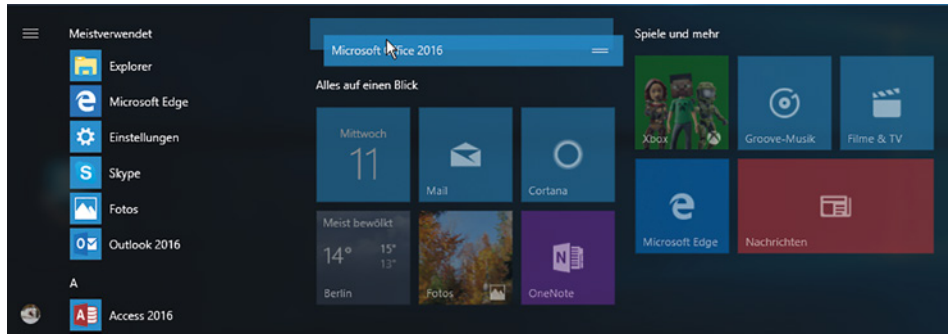 Meistverwendet
Explorer
Microsoft Edge
Einstellungen
Skype
Fotos
Outlook 2016
A
Access 2016
Microsoft Office 2016
Alles auf einen Blick
Mittwoch
11
Mail
Cortana
Meist bewölkt
14° 15°
13°
Berlin
Fotos
OneNote
Spiele und mehr
Xbox
Groove-Musik
Filme & TV
Microsoft Edge
Nachrichten